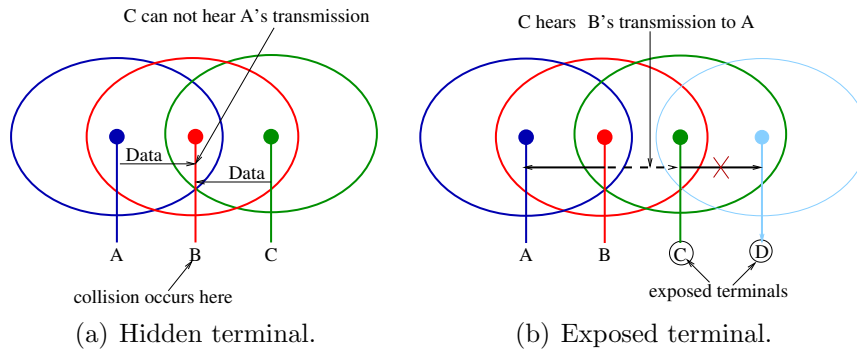 C can not hear A's transmission
Data
Data
A
B
C
collision occurs here
(a) Hidden terminal.
C hears B's transmission to A
A
B
C
D
exposed terminals
(b) Exposed terminal.